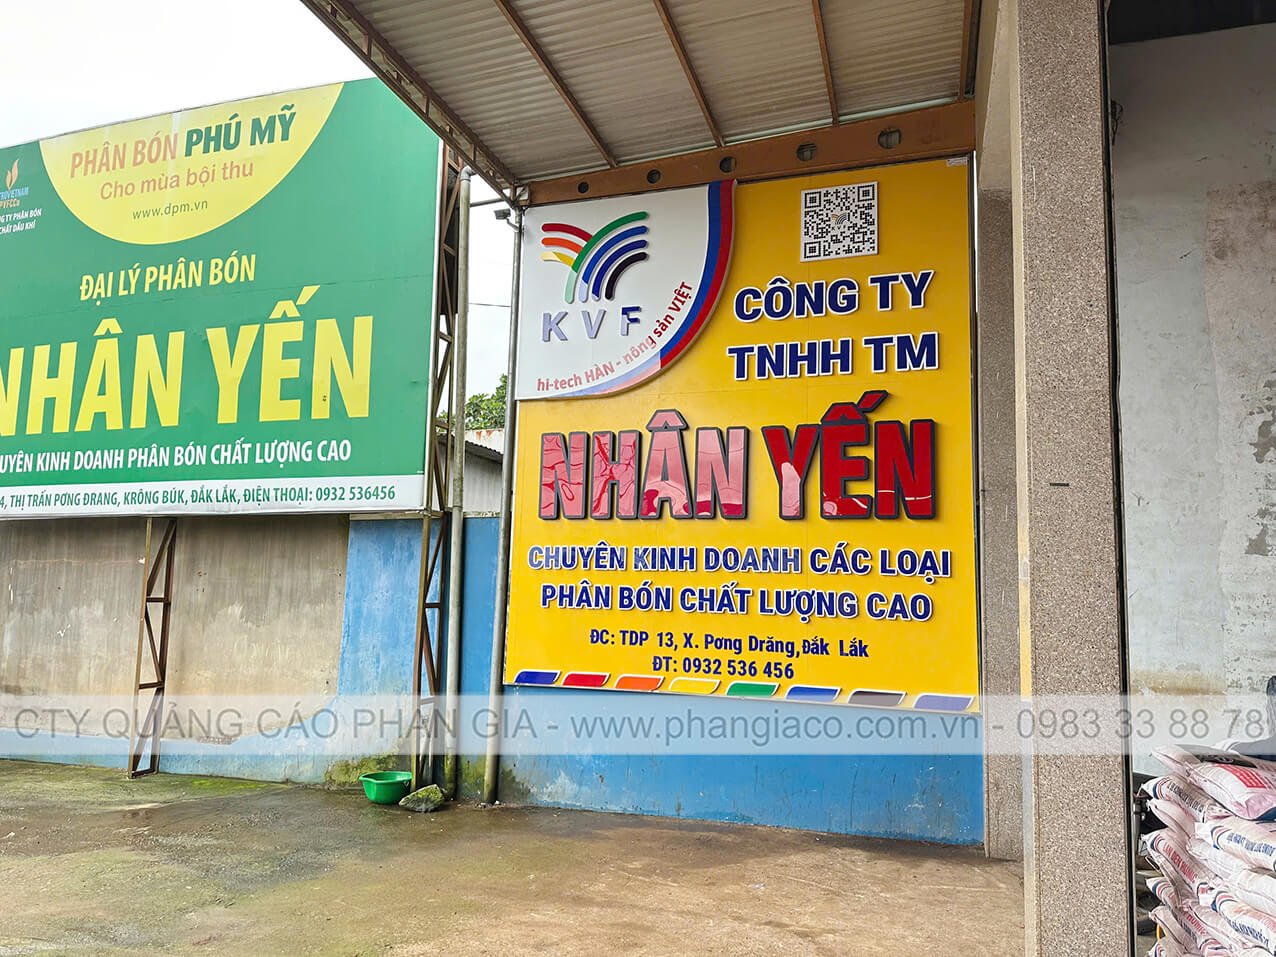 PHÂN BÓN PHÚ MỸ
Cho mùa bội thu
www.dpm.vn
ĐẠI LÝ PHÂN BÓN
NHÂN YẾN
KINH DOANH PHÂN BÓN CHẤT LƯỢNG CAO
THỊ TRẤN PƠNG ĐRANG, KRÔNG BÚK, ĐẮK LẮK, ĐIỆN THOẠI: 0932 536456
KVF
hi-tech HÀN - nông sản VIỆT
CÔNG TY
TNHH TM
NHÂN YẾN
CHUYÊN KINH DOANH CÁC LOẠI
PHÂN BÓN CHẤT LƯỢNG CAO
ĐC: TDP 13, X. Pơng Drăng, Đắk Lắk
ĐT: 0932 536 456
CTY QUẢNG CÁO PHAN GIA - www.phangiaco.com.vn - 0983 33 88 78